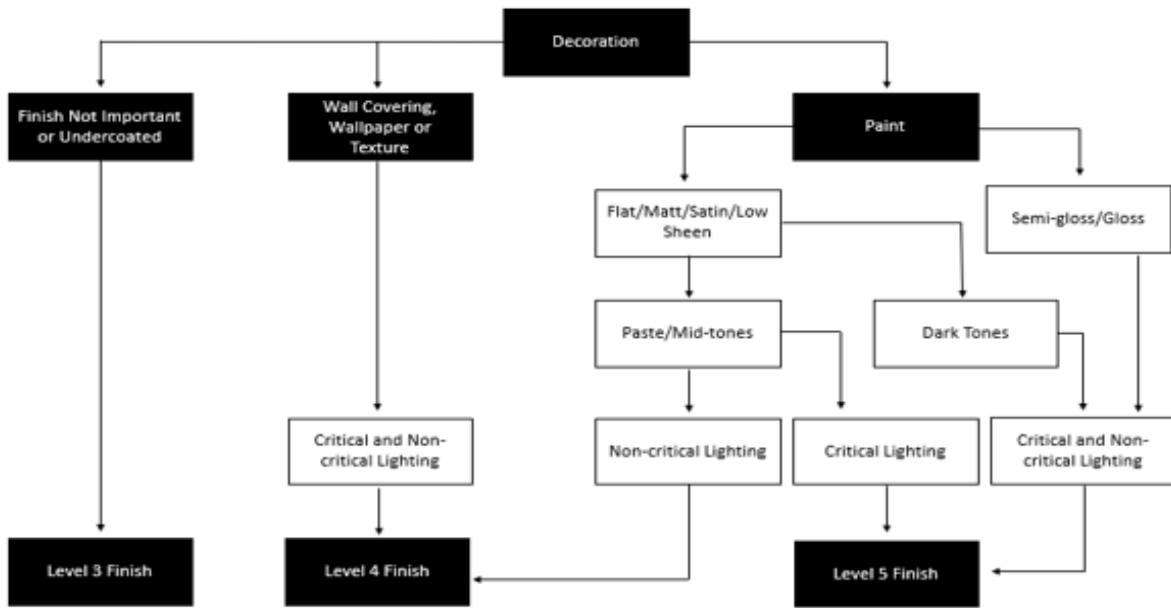 Decoration
Finish Not Important
or Undercoated
Wall Covering,
Wallpaper or
Texture
Paint
Flat/Matt/Satin/Low
Sheen
Semi-gloss/Gloss
Paste/Mid-tones
Dark Tones
Critical and Non-
critical Lighting
Non-critical Lighting
Critical Lighting
Critical and Non-
critical Lighting
Level 3 Finish
Level 4 Finish
Level 5 Finish